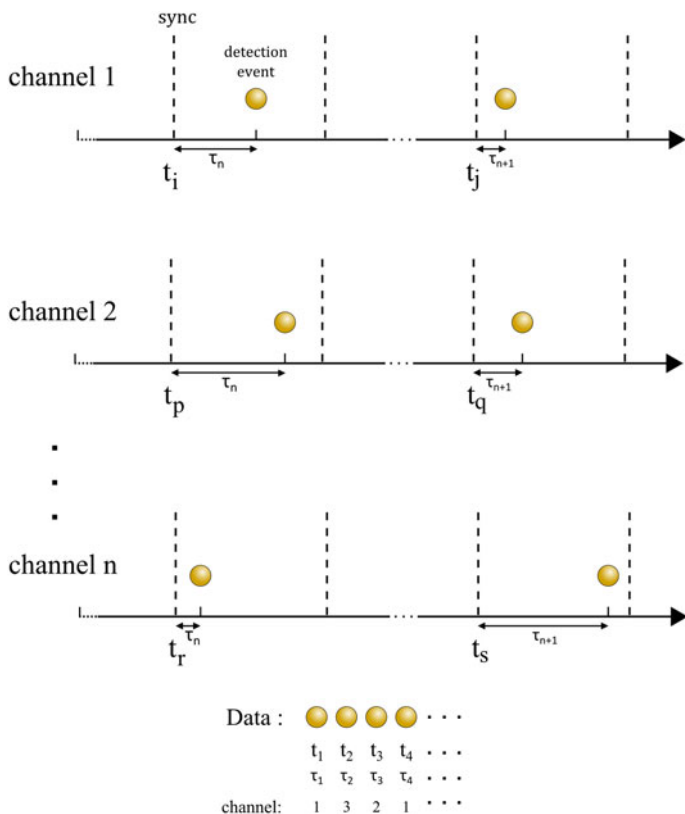 sync
detection
event
channel 1
τn
τn+1
ti
tj
channel 2
τn
τn+1
tp
tq
channel n
τn
τn+1
tr
ts
Data :
t1 t2 t3 t4
τ1 τ2 τ3 τ4
channel: 1 3 2 1